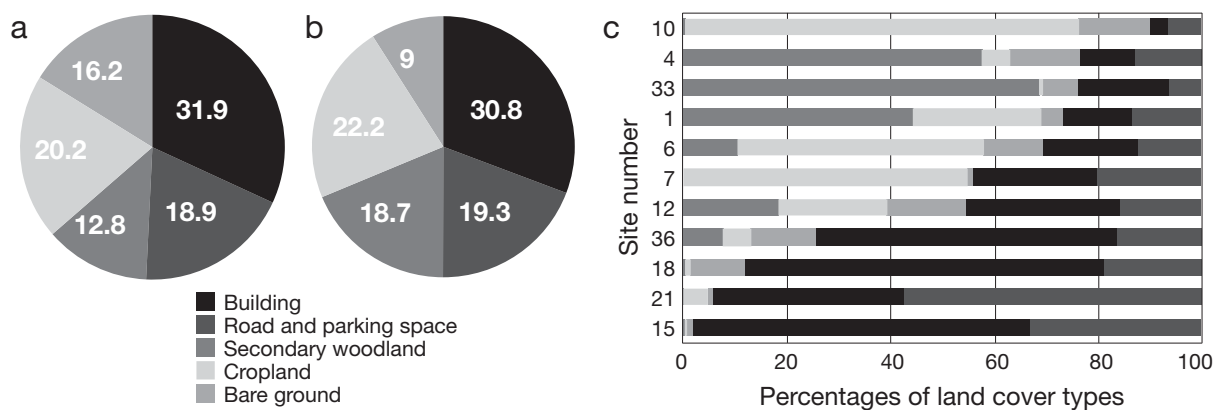 a
16.2
31.9
20.2
12.8
18.9
b
9
30.8
22.2
18.7
19.3
Building
Road and parking space
Secondary woodland
Cropland
Bare ground
c
Site number
10
4
33
1
6
7
12
36
18
21
15
0 20 40 60 80 100
Percentages of land cover types